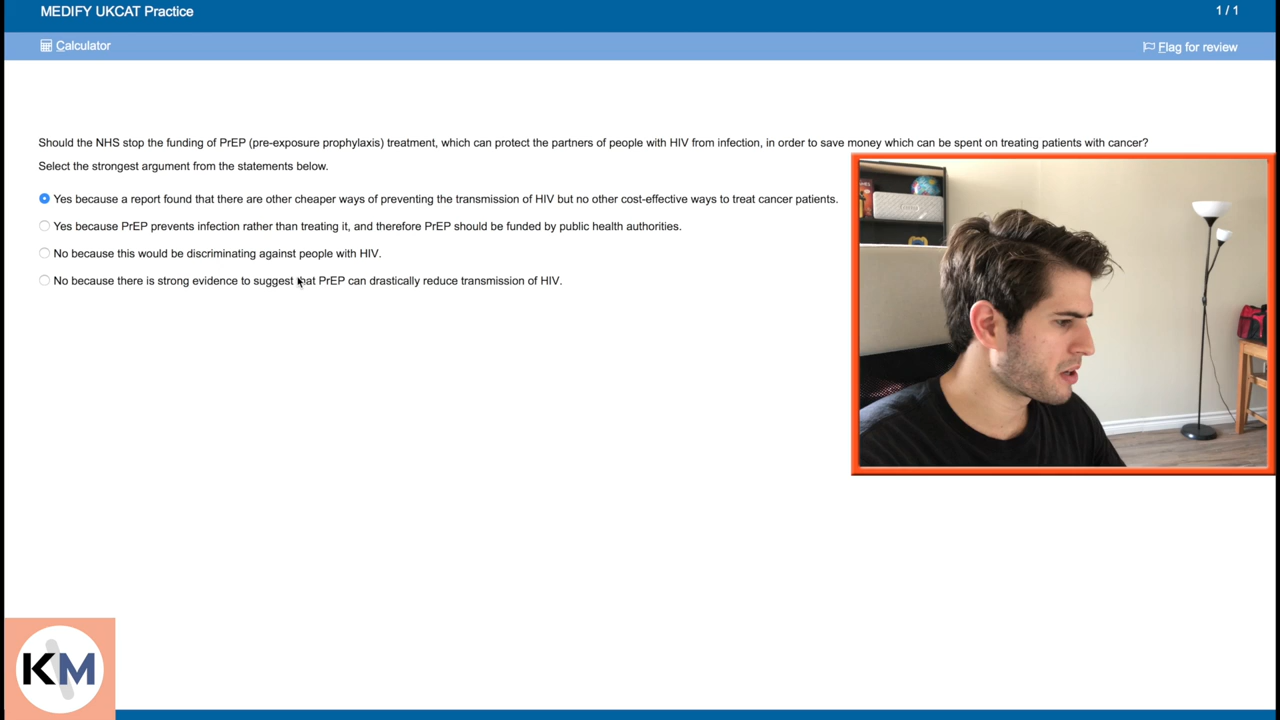 MEDIFY UKCAT Practice
1 / 1
Calculator
Flag for review
Should the NHS stop the funding of PrEP (pre-exposure prophylaxis) treatment, which can protect the partners of people with HIV from infection, in order to save money which can be spent on treating patients with cancer?
Select the strongest argument from the statements below.
Yes because a report found that there are other cheaper ways of preventing the transmission of HIV but no other cost-effective ways to treat cancer patients.
Yes because PrEP prevents infection rather than treating it, and therefore PrEP should be funded by public health authorities.
No because this would be discriminating against people with HIV.
No because there is strong evidence to suggest that PrEP can drastically reduce transmission of HIV.
KM